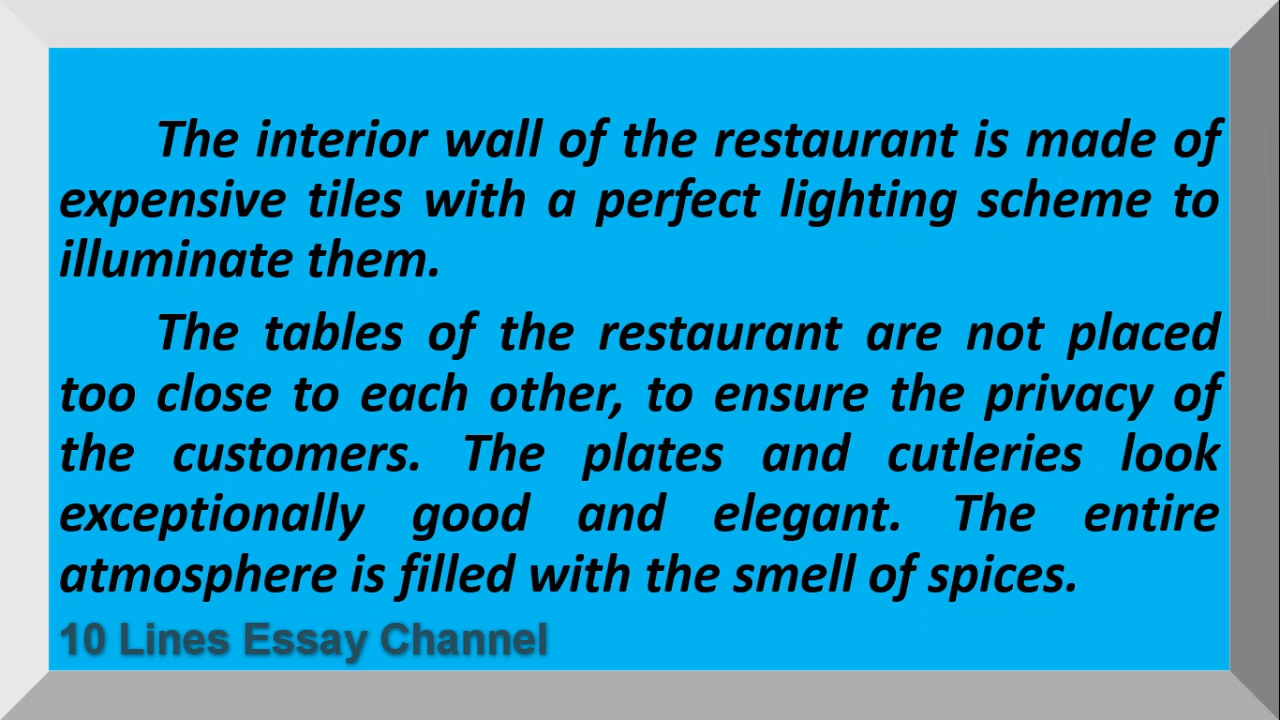 The interior wall of the restaurant is made of
expensive tiles with a perfect lighting scheme to
illuminate them.
The tables of the restaurant are not placed
too close to each other, to ensure the privacy of
the customers. The plates and cutleries look
exceptionally good and elegant. The entire
atmosphere is filled with the smell of spices.
10 Lines Essay Channel